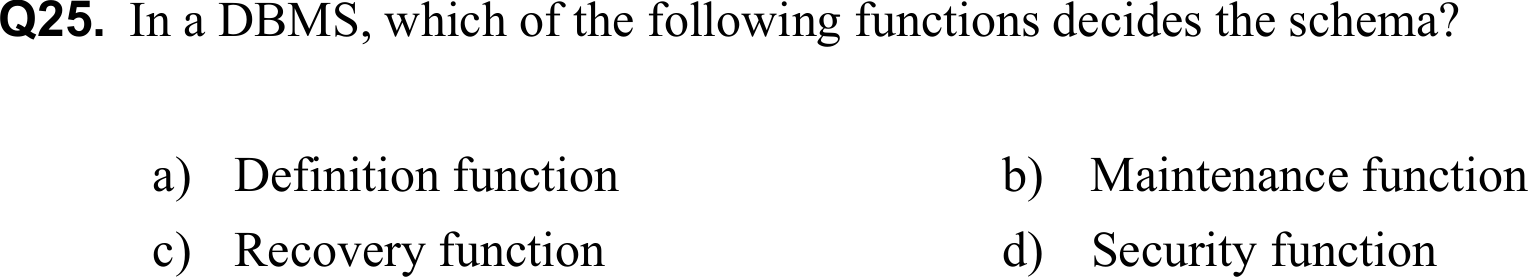 Q25. In a DBMS, which of the following functions decides the schema?
a) Definition function b) Maintenance function
c) Recovery function d) Security function